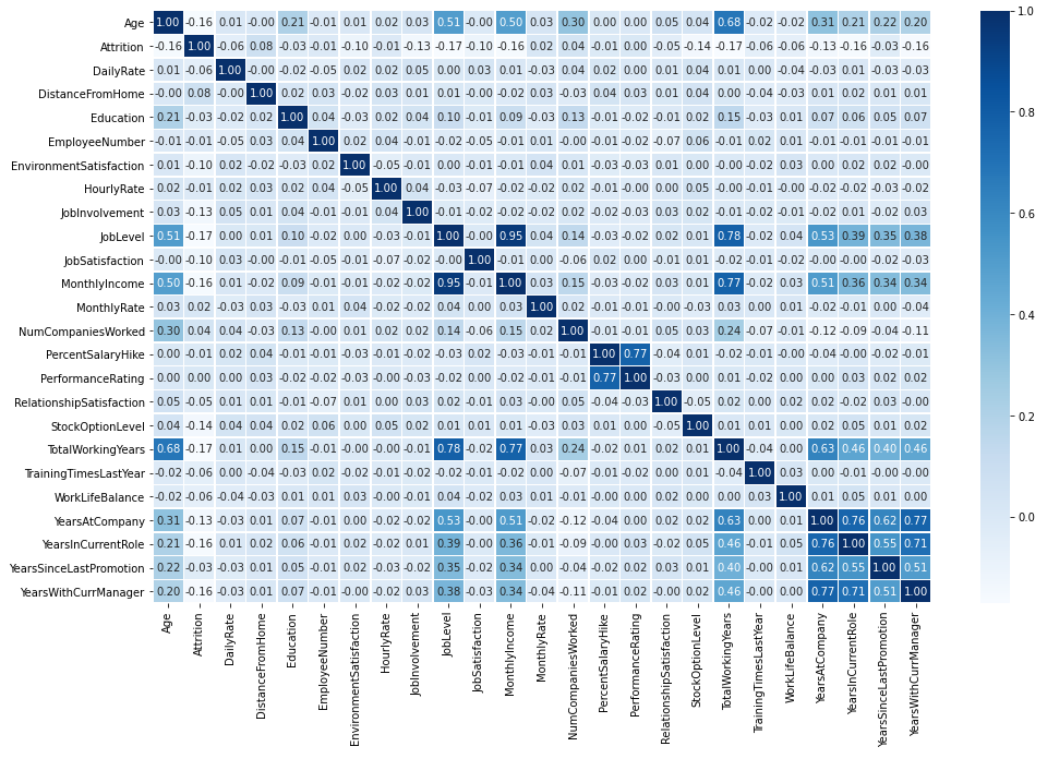 Age 1.00 -0.16 0.01 -0.00 0.21 -0.01 0.01 0.02 0.03 0.51 -0.00 0.50 0.03 0.30 0.00 0.00 0.05 0.04 0.68 -0.02 -0.02 0.31 0.21 0.22 0.20
Attrition -0.16 1.00 -0.06 0.08 -0.03 -0.01 -0.10 -0.01 -0.13 -0.17 -0.10 -0.16 0.02 0.04 -0.01 0.00 -0.05 -0.14 -0.17 -0.06 -0.06 -0.13 -0.16 -0.03 -0.16
DailyRate 0.01 -0.06 1.00 -0.00 -0.02 -0.05 0.02 0.02 0.05 0.00 0.03 0.01 -0.03 0.04 0.02 0.00 0.01 0.04 0.01 0.00 -0.04 -0.03 0.01 -0.03 -0.03
DistanceFromHome -0.00 0.08 -0.00 1.00 0.02 0.03 -0.02 0.03 0.01 0.01 -0.00 -0.02 0.03 -0.03 0.04 0.03 0.01 0.04 0.00 -0.04 -0.03 0.01 0.02 0.01 0.01
Education 0.21 -0.03 -0.02 0.02 1.00 0.04 -0.03 0.02 0.04 0.10 -0.01 0.09 -0.03 0.13 -0.01 -0.02 -0.01 0.02 0.15 -0.03 0.01 0.07 0.06 0.05 0.07
EmployeeNumber -0.01 -0.01 -0.05 0.03 0.04 1.00 0.02 0.04 -0.01 -0.02 -0.05 -0.01 0.01 -0.00 -0.01 -0.02 -0.07 0.06 -0.01 0.02 0.01 -0.01 -0.01 -0.01 -0.01
EnvironmentSatisfaction 0.01 -0.10 0.02 -0.02 -0.03 0.02 1.00 -0.05 -0.01 0.00 -0.01 -0.01 0.04 0.01 -0.03 -0.03 0.01 0.00 -0.00 -0.02 0.03 0.00 0.02 0.02 -0.00
HourlyRate 0.02 -0.01 0.02 0.03 0.02 0.04 -0.05 1.00 0.04 -0.03 -0.07 -0.02 -0.02 0.02 -0.01 -0.00 0.00 0.05 -0.00 -0.01 -0.00 -0.02 -0.02 -0.03 -0.02
JobInvolvement 0.03 -0.13 0.05 0.01 0.04 -0.01 -0.01 0.04 1.00 -0.01 -0.02 -0.02 -0.02 0.02 -0.02 -0.03 0.03 0.02 -0.01 -0.02 -0.01 -0.02 0.01 -0.02 0.03
JobLevel 0.51 -0.17 0.00 0.01 0.10 -0.02 0.00 -0.03 -0.01 1.00 -0.00 0.95 0.04 0.14 -0.03 -0.02 0.02 0.01 0.78 -0.02 0.04 0.53 0.39 0.35 0.38
JobSatisfaction -0.00 -0.10 0.03 -0.00 -0.01 -0.05 -0.01 -0.07 -0.02 -0.00 1.00 -0.01 0.00 -0.06 0.02 0.00 -0.01 0.01 -0.02 -0.01 -0.02 -0.00 -0.00 -0.02 -0.03
MonthlyIncome 0.50 -0.16 0.01 -0.02 0.09 -0.01 -0.01 -0.02 -0.02 0.95 -0.01 1.00 0.03 0.15 -0.03 -0.02 0.03 0.01 0.77 -0.02 0.03 0.51 0.36 0.34 0.34
MonthlyRate 0.03 0.02 -0.03 0.03 -0.03 0.01 0.04 -0.02 -0.02 0.04 0.00 0.03 1.00 0.02 -0.01 -0.01 -0.00 -0.03 0.03 0.00 0.01 -0.02 -0.01 0.00 -0.04
NumCompaniesWorked 0.30 0.04 0.04 -0.03 0.13 -0.00 0.01 0.02 0.02 0.14 -0.06 0.15 0.02 1.00 -0.01 -0.01 0.05 0.03 0.24 -0.07 -0.01 -0.12 -0.09 -0.04 -0.11
PercentSalaryHike 0.00 -0.01 0.02 0.04 -0.01 -0.01 -0.03 -0.01 -0.02 -0.03 0.02 -0.03 -0.01 -0.01 1.00 0.77 -0.04 0.01 -0.02 -0.01 -0.00 -0.04 -0.00 -0.02 -0.01
PerformanceRating 0.00 0.00 0.00 0.03 -0.02 -0.02 -0.03 -0.00 -0.03 -0.02 0.00 -0.02 -0.01 -0.01 0.77 1.00 -0.03 0.00 0.01 -0.02 0.00 0.00 0.03 0.02 0.02
RelationshipSatisfaction 0.05 -0.05 0.01 0.01 -0.01 -0.07 0.01 0.00 0.03 0.02 -0.01 0.03 -0.00 0.05 -0.04 -0.03 1.00 -0.05 0.02 0.00 0.02 0.02 -0.02 0.03 -0.00
StockOptionLevel 0.04 -0.14 0.04 0.04 0.02 0.06 0.00 0.05 0.02 0.01 0.01 0.01 -0.03 0.03 0.01 0.00 -0.05 1.00 0.01 0.01 0.00 0.02 0.05 0.01 0.02
TotalWorkingYears 0.68 -0.17 0.01 0.00 0.15 -0.01 -0.00 -0.00 -0.01 0.78 -0.02 0.77 0.03 0.24 -0.02 0.01 0.02 0.01 1.00 -0.04 0.00 0.63 0.46 0.40 0.46
TrainingTimesLastYear -0.02 -0.06 0.00 -0.04 -0.03 0.02 -0.02 -0.01 -0.02 -0.02 -0.01 -0.02 0.00 -0.07 -0.01 -0.02 0.00 0.01 -0.04 1.00 0.03 0.00 -0.01 -0.00 -0.00
WorkLifeBalance -0.02 -0.06 -0.04 -0.03 0.01 0.01 0.03 -0.00 -0.01 0.04 -0.02 0.03 0.01 -0.01 -0.00 0.00 0.02 0.00 0.00 0.03 1.00 0.01 0.05 0.01 0.00
YearsAtCompany 0.31 -0.13 -0.03 0.01 0.07 -0.01 0.00 -0.02 -0.02 0.53 -0.00 0.51 -0.02 -0.12 -0.04 0.00 0.02 0.02 0.63 0.00 0.01 1.00 0.76 0.62 0.77
YearsInCurrentRole 0.21 -0.16 0.01 0.02 0.06 -0.01 0.02 -0.02 0.01 0.39 -0.00 0.36 -0.01 -0.09 -0.00 0.03 -0.02 0.05 0.46 -0.01 0.05 0.76 1.00 0.55 0.71
YearsSinceLastPromotion 0.22 -0.03 -0.03 0.01 0.05 -0.01 0.02 -0.03 -0.02 0.35 -0.02 0.34 0.00 -0.04 -0.02 0.02 0.03 0.01 0.40 -0.00 0.01 0.62 0.55 1.00 0.51
YearsWithCurrManager 0.20 -0.16 -0.03 0.01 0.07 -0.01 -0.00 -0.02 0.03 0.38 -0.03 0.34 -0.04 -0.11 -0.01 0.02 -0.00 0.02 0.46 -0.00 0.00 0.77 0.71 0.51 1.00
Age
Attrition
DailyRate
DistanceFromHome
Education
EmployeeNumber
EnvironmentSatisfaction
HourlyRate
JobInvolvement
JobLevel
JobSatisfaction
MonthlyIncome
MonthlyRate
NumCompaniesWorked
PercentSalaryHike
PerformanceRating
RelationshipSatisfaction
StockOptionLevel
TotalWorkingYears
TrainingTimesLastYear
WorkLifeBalance
YearsAtCompany
YearsInCurrentRole
YearsSinceLastPromotion
YearsWithCurrManager
1.0
0.8
0.6
0.4
0.2
0.0